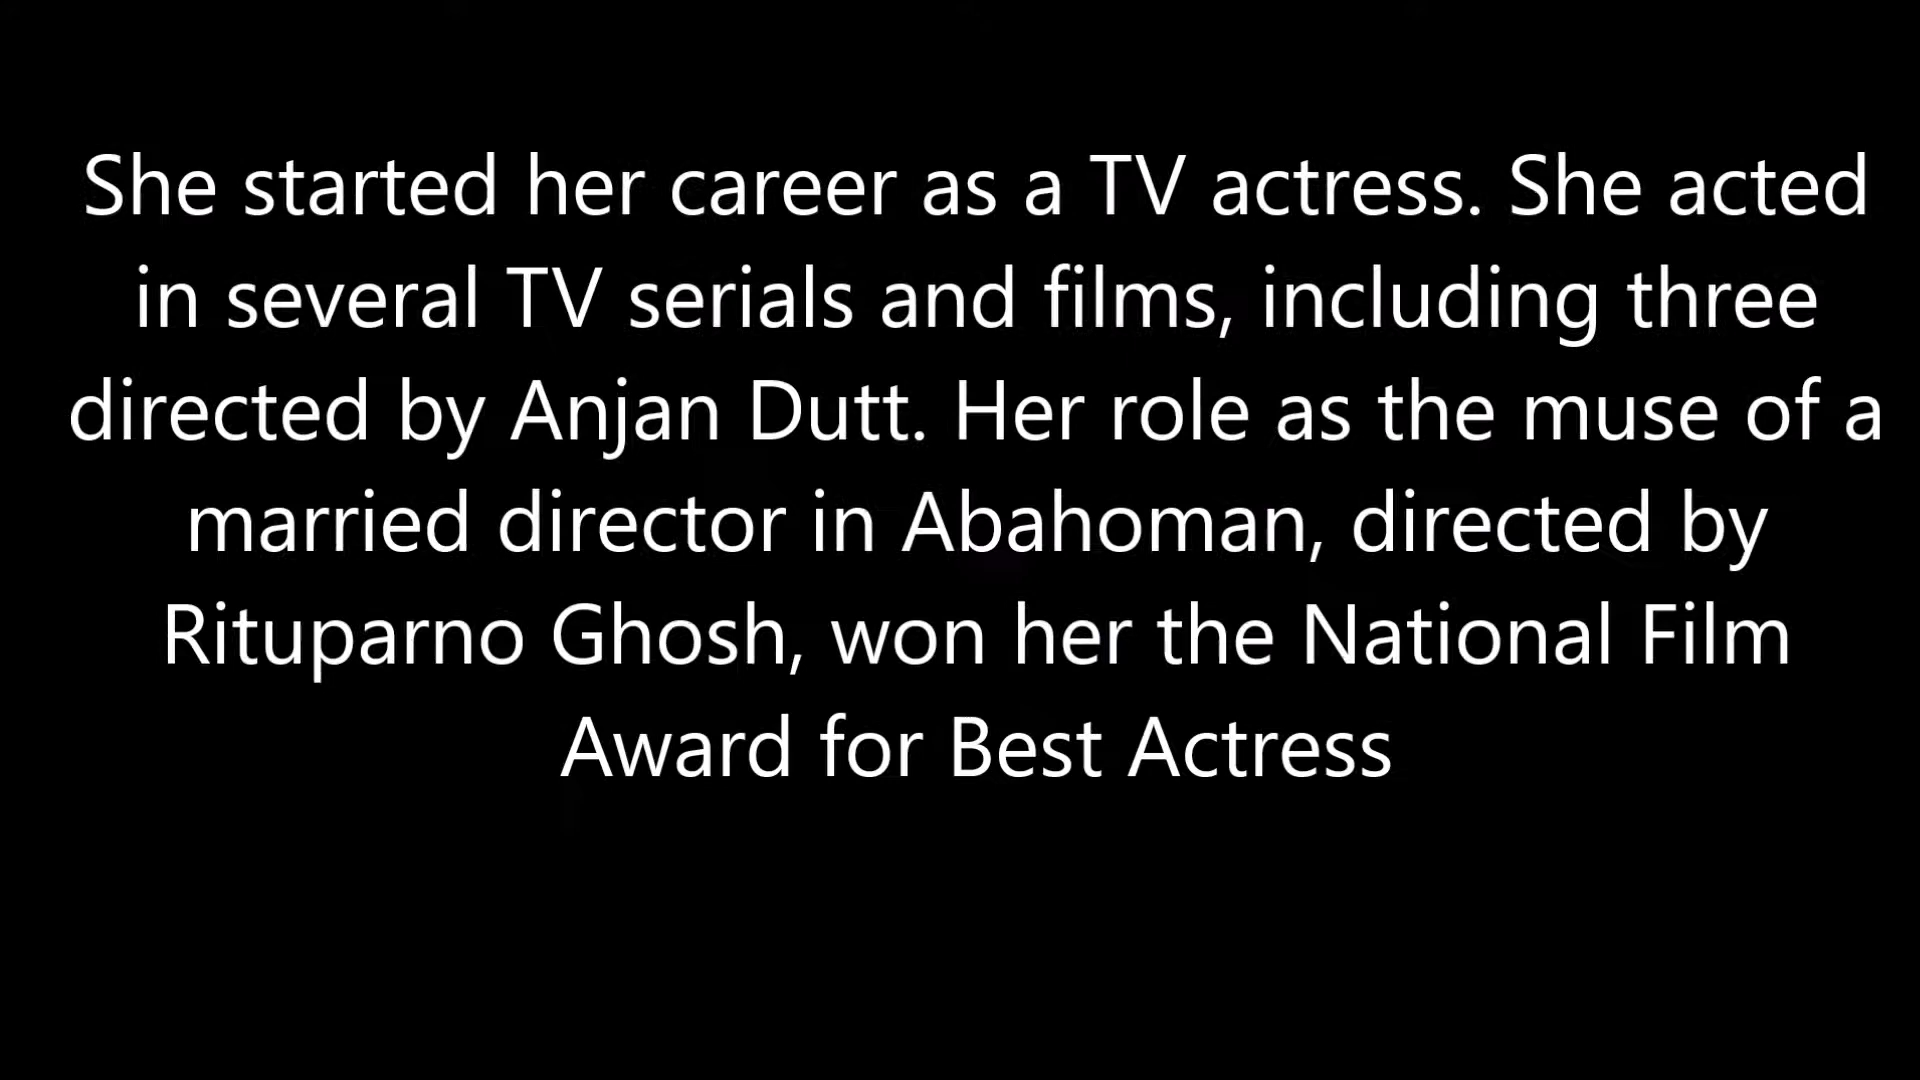 She started her career as a TV actress. She acted
in several TV serials and films, including three
directed by Anjan Dutt. Her role as the muse of a
married director in Abahoman, directed by
Rituparno Ghosh, won her the National Film
Award for Best Actress